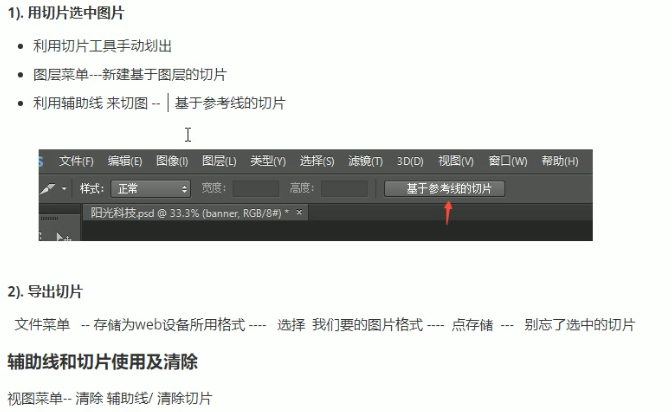 1). 用切片选中图片
利用切片工具手动划出
图层菜单---新建基于图层的切片
利用辅助线 来切图 -- 基于参考线的切片
文件(F) 编辑(E) 图像(I) 图层(L) 类型(Y) 选择(S) 滤镜(T) 3D(D) 视图(V) 窗口(W) 帮助(H)
样式: 正常 宽度: 高度: 基于参考线的切片
阳光科技.psd @ 33.3% (banner, RGB/8#) * ×
2). 导出切片
文件菜单 -- 存储为web设备所用格式 ---- 选择 我们要的图片格式 ---- 点存储 --- 别忘了选中的切片
辅助线和切片使用及清除
视图菜单-- 清除 辅助线/ 清除切片